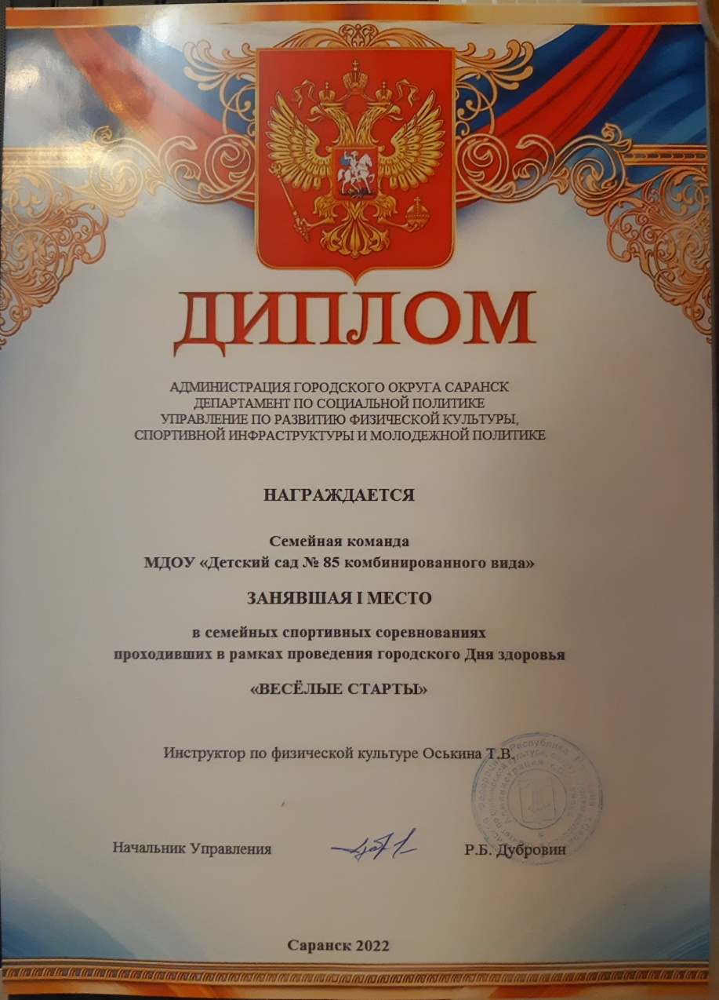 ДИПЛОМ
АДМИНИСТРАЦИЯ ГОРОДСКОГО ОКРУГА САРАНСК
ДЕПАРТАМЕНТ ПО СОЦИАЛЬНОЙ ПОЛИТИКЕ
УПРАВЛЕНИЕ ПО РАЗВИТИЮ ФИЗИЧЕСКОЙ КУЛЬТУРЫ,
СПОРТИВНОЙ ИНФРАСТРУКТУРЫ И МОЛОДЕЖНОЙ ПОЛИТИКЕ
НАГРАЖДАЕТСЯ
Семейная команда
МДОУ «Детский сад № 85 комбинированного вида»
ЗАНЯВШАЯ I МЕСТО
в семейных спортивных соревнованиях
проходивших в рамках проведения городского Дня здоровья
«ВЕСЁЛЫЕ СТАРТЫ»
Инструктор по физической культуре Оськина Т.В.
Начальник Управления Р.Б. Дубровин
Саранск 2022